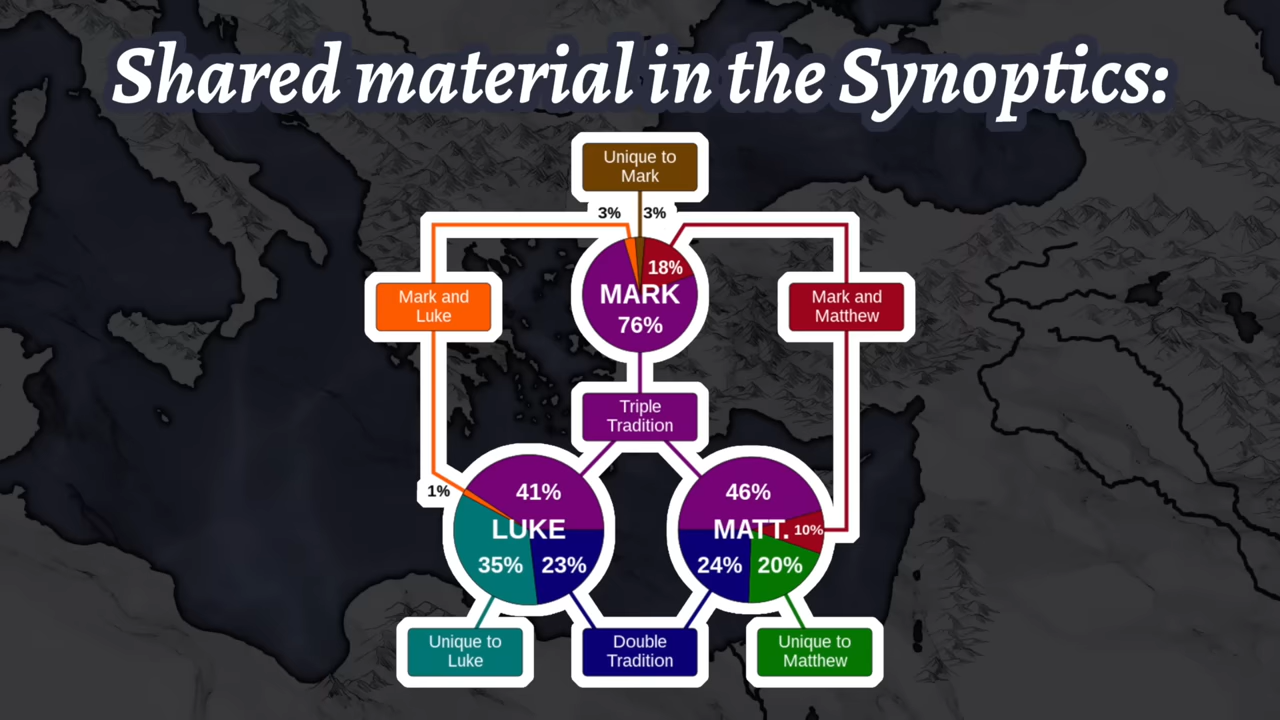 Shared material in the Synoptics:
Unique to
Mark
3% 3%
18%
MARK
76%
Mark and
Luke
Mark and
Matthew
Triple
Tradition
1%
41%
LUKE
35% 23%
46%
MATT. 10%
24% 20%
Unique to
Luke
Double
Tradition
Unique to
Matthew